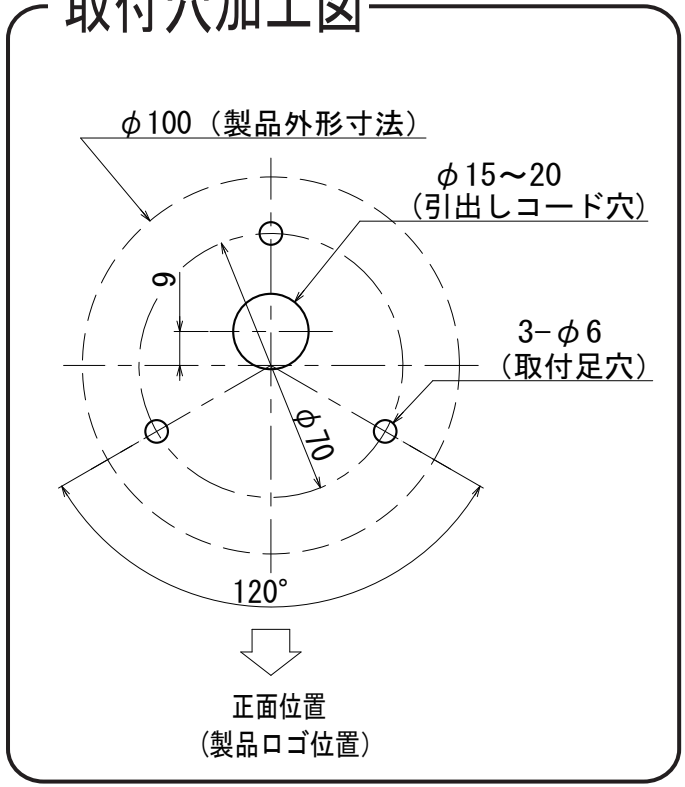 取付穴加工図
φ100(製品外形寸法)
φ15～20
(引出しコード穴)
9
3-φ6
(取付足穴)
φ70
120°
正面位置
(製品ロゴ位置)